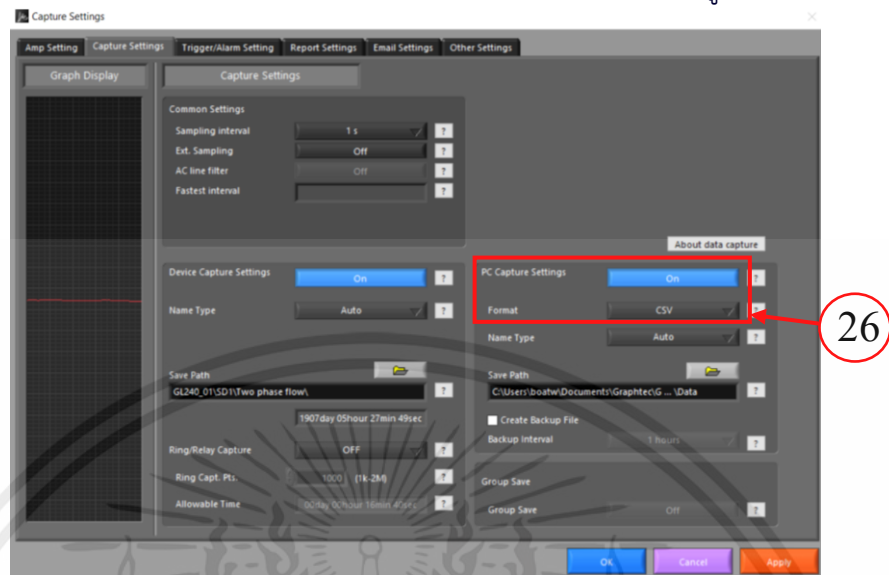 Capture Settings
Amp Setting Capture Settings Trigger/Alarm Setting Report Settings Email Settings Other Settings
Graph Display
Capture Settings
Common Settings
Sampling interval 1 s ?
Ext. Sampling Off ?
AC line filter Off ?
Fastest interval ?
About data capture
Device Capture Settings On ?
Name Type Auto ?
Save Path
GL240_01\SD1\Two phase flow\ ?
1907day 05hour 27min 49sec
Ring/Relay Capture OFF ?
Ring Capt. Pts. 1000 (1k-2M) ?
Allowable Time 00day 00hour 16min 40sec ?
PC Capture Settings On ?
Format CSV ?
Name Type Auto ?
Save Path
C:\Users\boatw\Documents\Graphtec\G ... \Data ?
Create Backup File
Backup Interval 1 hours ?
Group Save
Group Save Off ?
26
OK Cancel Apply